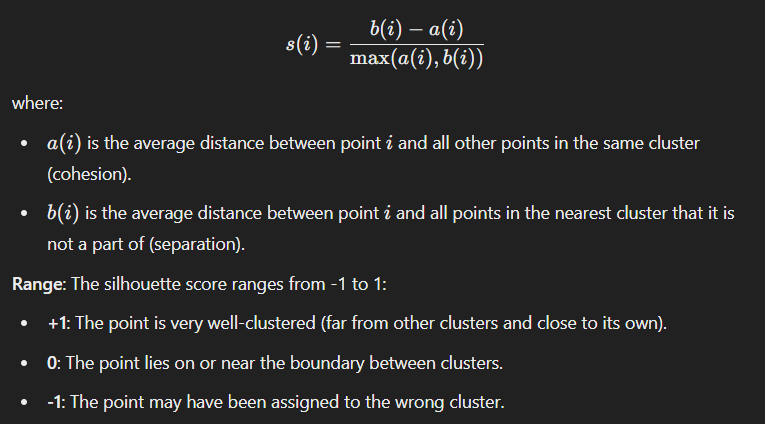 s(i) = \frac{b(i) − a(i)}{max(a(i), b(i))}
where:
• a(i) is the average distance between point i and all other points in the same cluster
(cohesion).
• b(i) is the average distance between point i and all points in the nearest cluster that it is
not a part of (separation).
Range: The silhouette score ranges from -1 to 1:
• +1: The point is very well-clustered (far from other clusters and close to its own).
• 0: The point lies on or near the boundary between clusters.
• -1: The point may have been assigned to the wrong cluster.